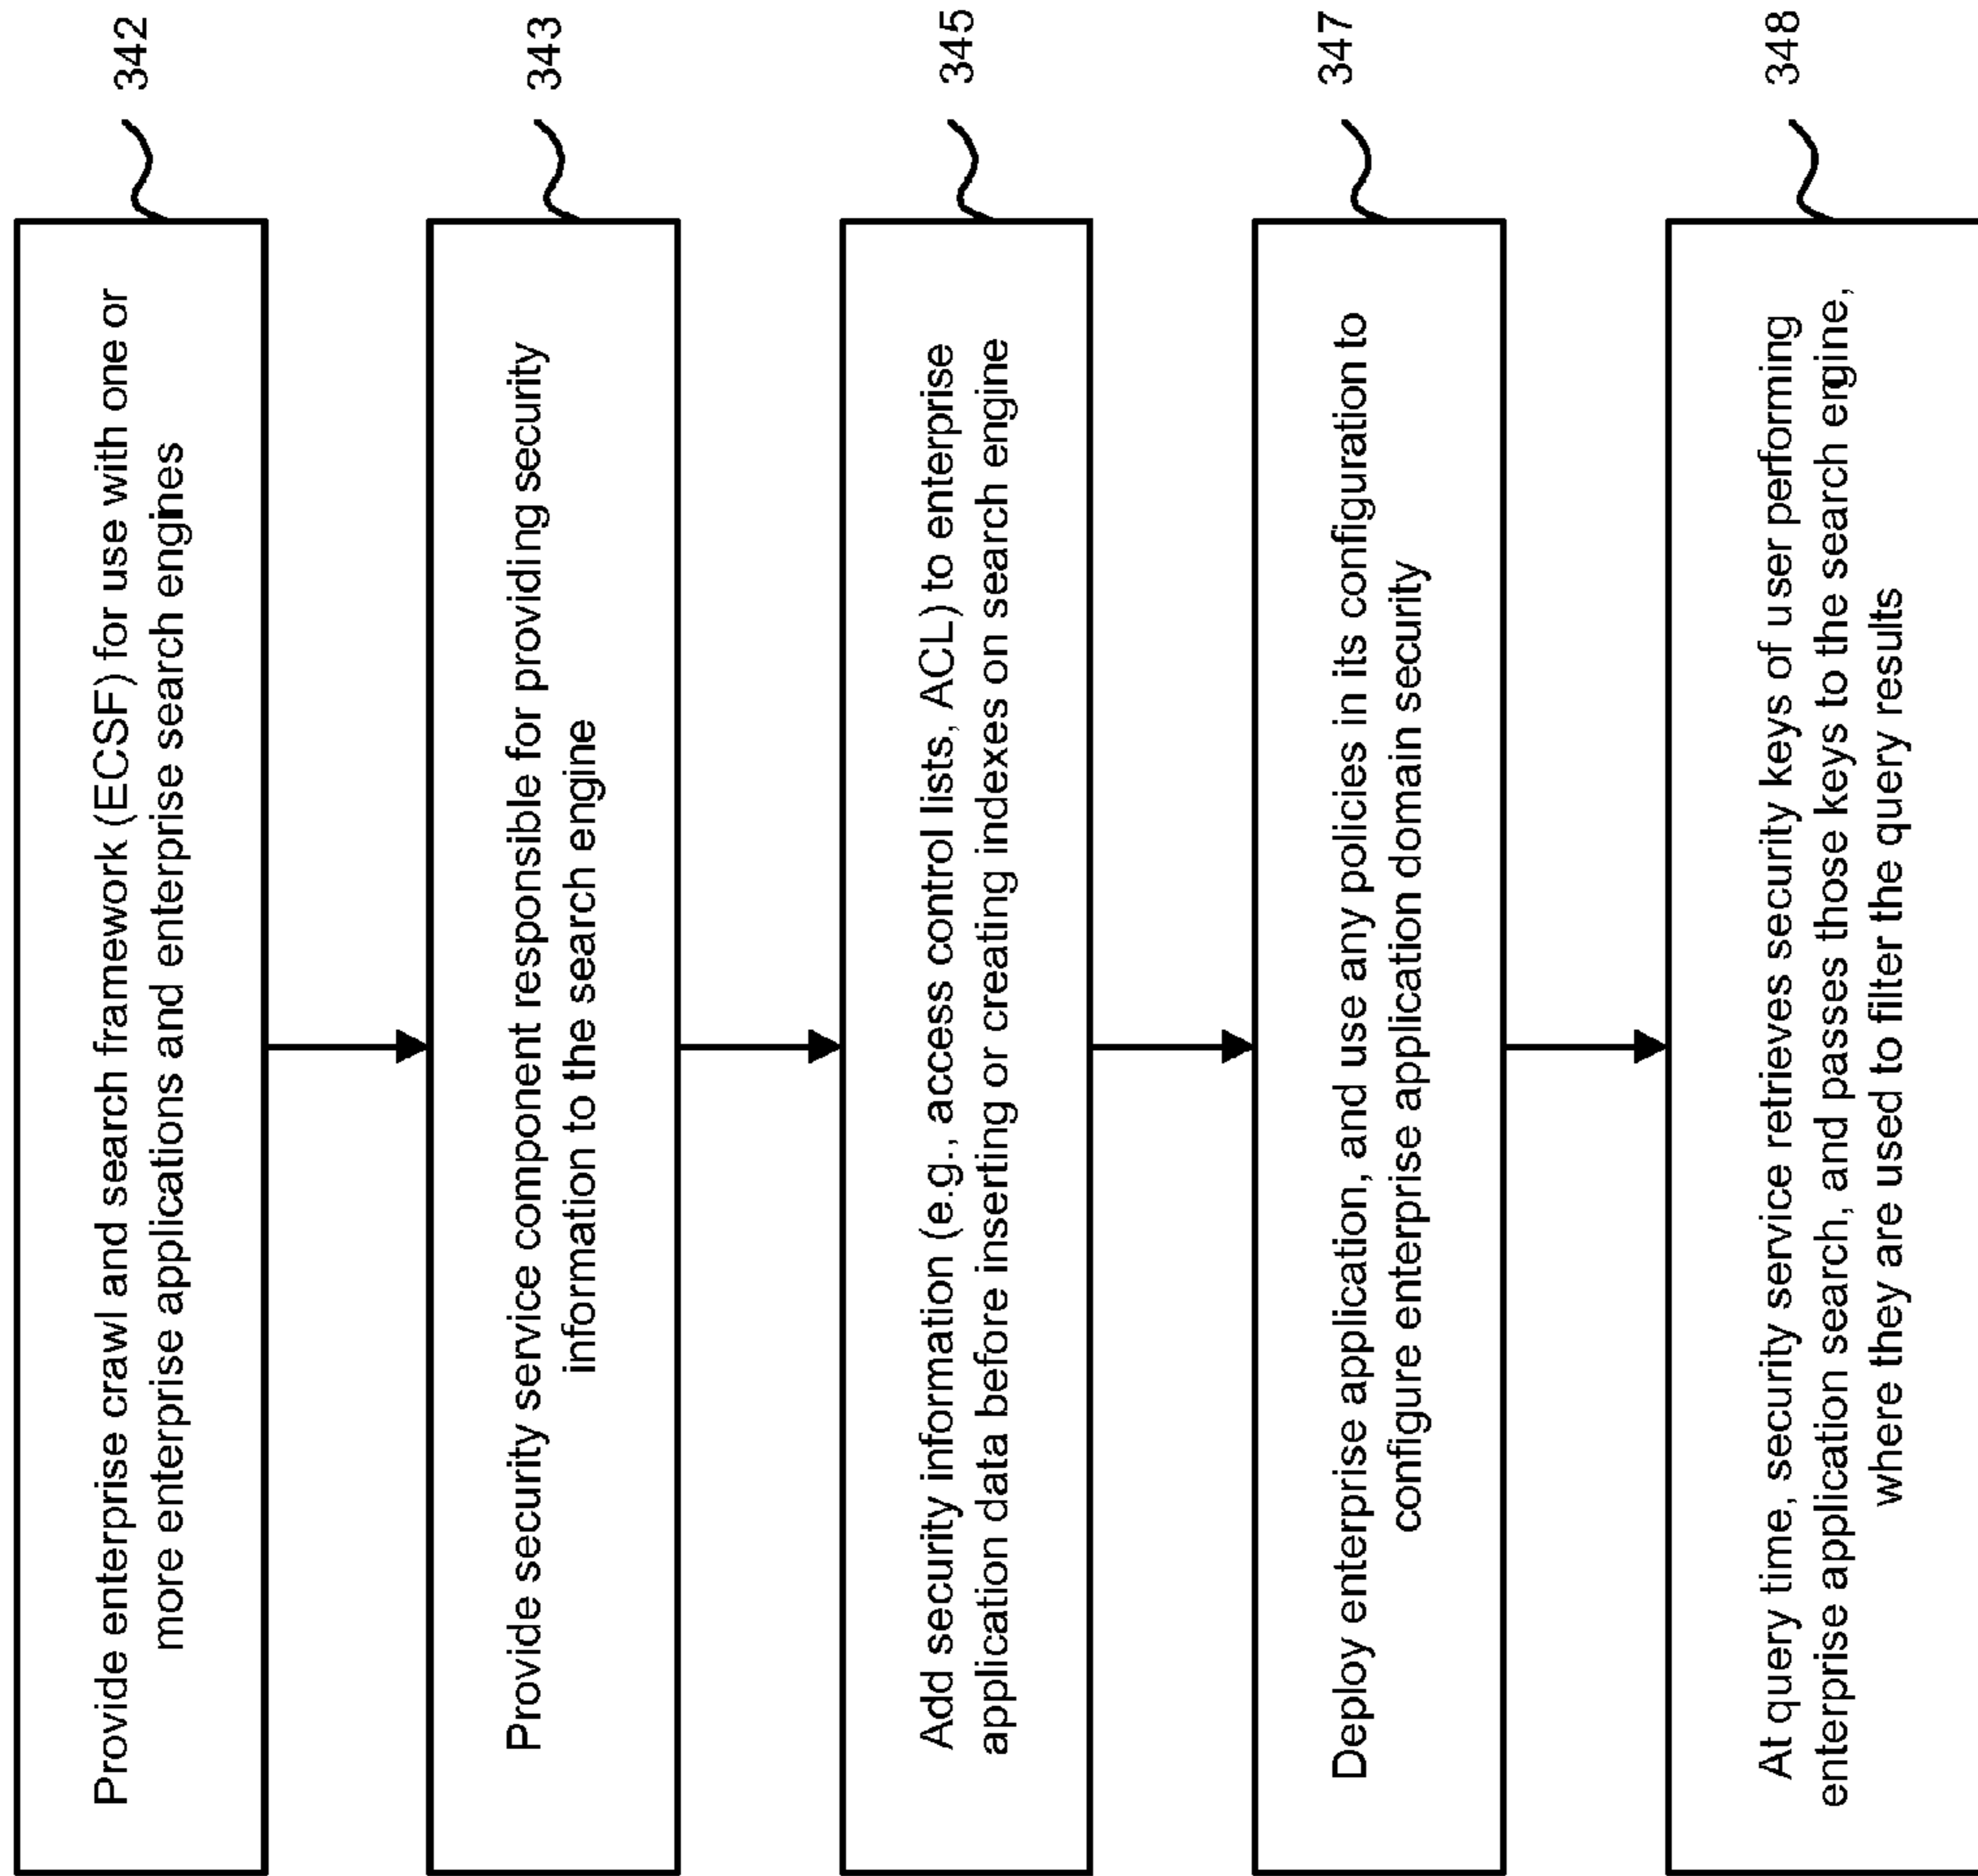 Provide enterprise crawl and search framework (ECSF) for use with one or
more enterprise applications and enterprise search engines
342
Provide security service component responsible for providing security
information to the search engine
343
Add security information (e.g., access control lists, ACL) to enterprise
application data before inserting or creating indexes on search engine
345
Deploy enterprise application, and use any policies in its configuration to
configure enterprise application domain security
347
At query time, security service retrieves security keys of user performing
enterprise application search, and passes those keys to the search engine,
where they are used to filter the query results
348